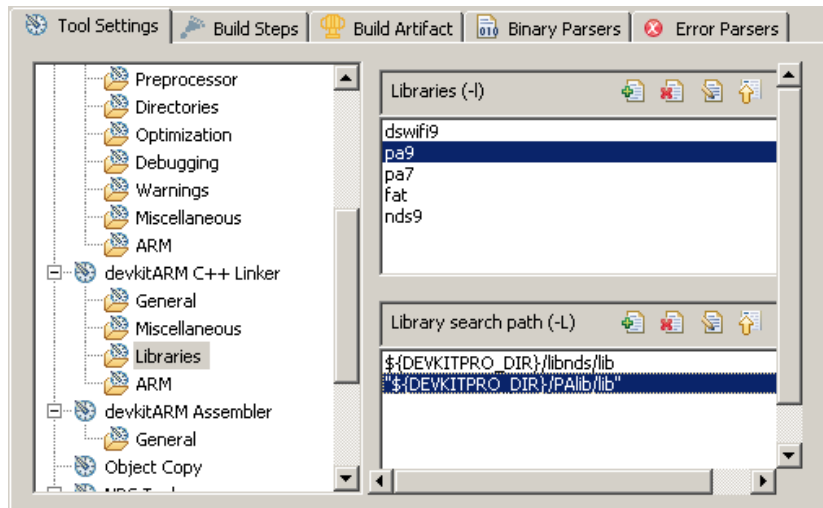 Tool Settings Build Steps Build Artifact Binary Parsers Error Parsers
Preprocessor
Directories
Optimization
Debugging
Warnings
Miscellaneous
ARM
devkitARM C++ Linker
General
Miscellaneous
Libraries
ARM
devkitARM Assembler
General
Object Copy
Libraries (-l)
dswifi9
pa9
pa7
fat
nds9
Library search path (-L)
${DEVKITPRO_DIR}/libnds/lib
"${DEVKITPRO_DIR}/PAlib/lib"